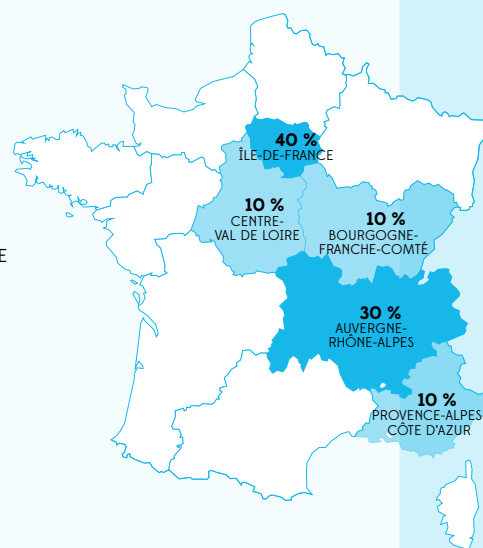 40 %
ÎLE-DE-FRANCE
10 %
CENTRE-
VAL DE LOIRE
10 %
BOURGOGNE-
FRANCHE-COMTÉ
E
30 %
AUVERGNE-
RHÔNE-ALPES
10 %
PROVENCE-ALPES
CÔTE D'AZUR